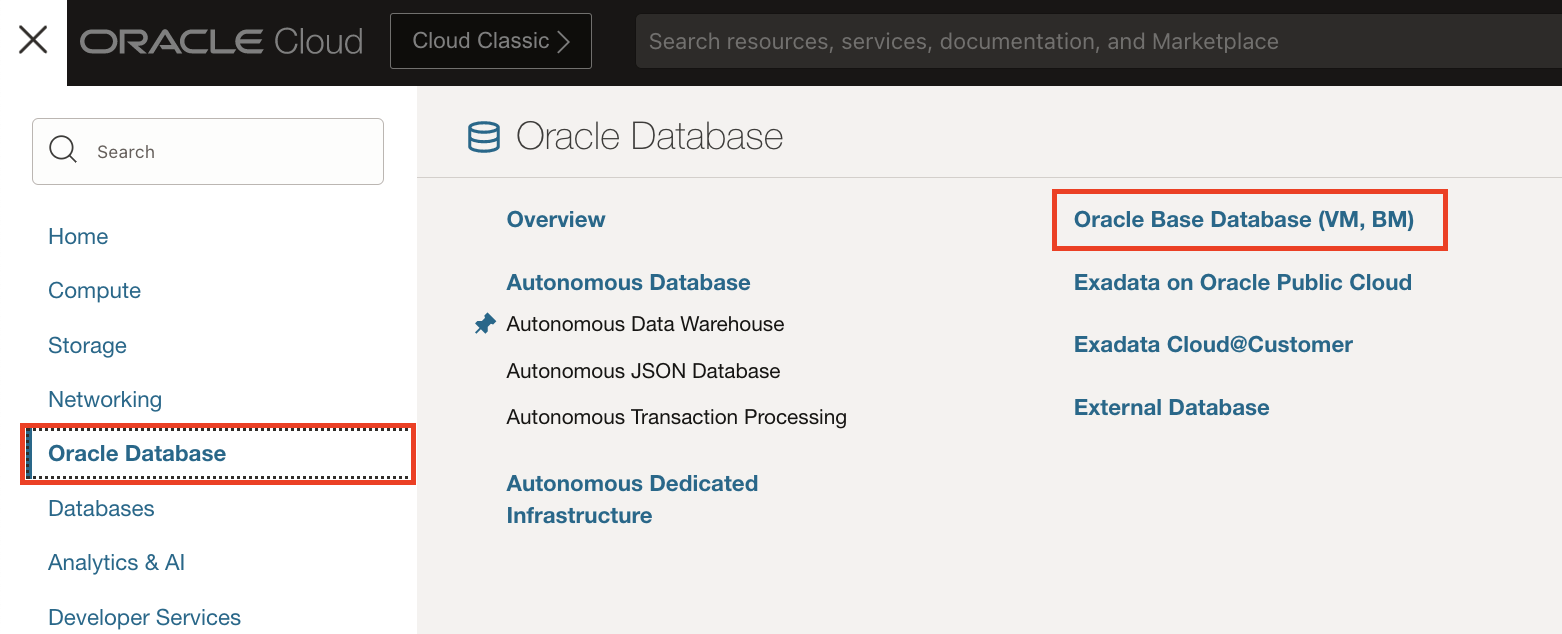 ORACLE Cloud
Cloud Classic
Search resources, services, documentation, and Marketplace
Search
Home
Compute
Storage
Networking
Oracle Database
Databases
Analytics & AI
Developer Services
Oracle Database
Overview
Autonomous Database
Autonomous Data Warehouse
Autonomous JSON Database
Autonomous Transaction Processing
Autonomous Dedicated
Infrastructure
Oracle Base Database (VM, BM)
Exadata on Oracle Public Cloud
Exadata Cloud@Customer
External Database